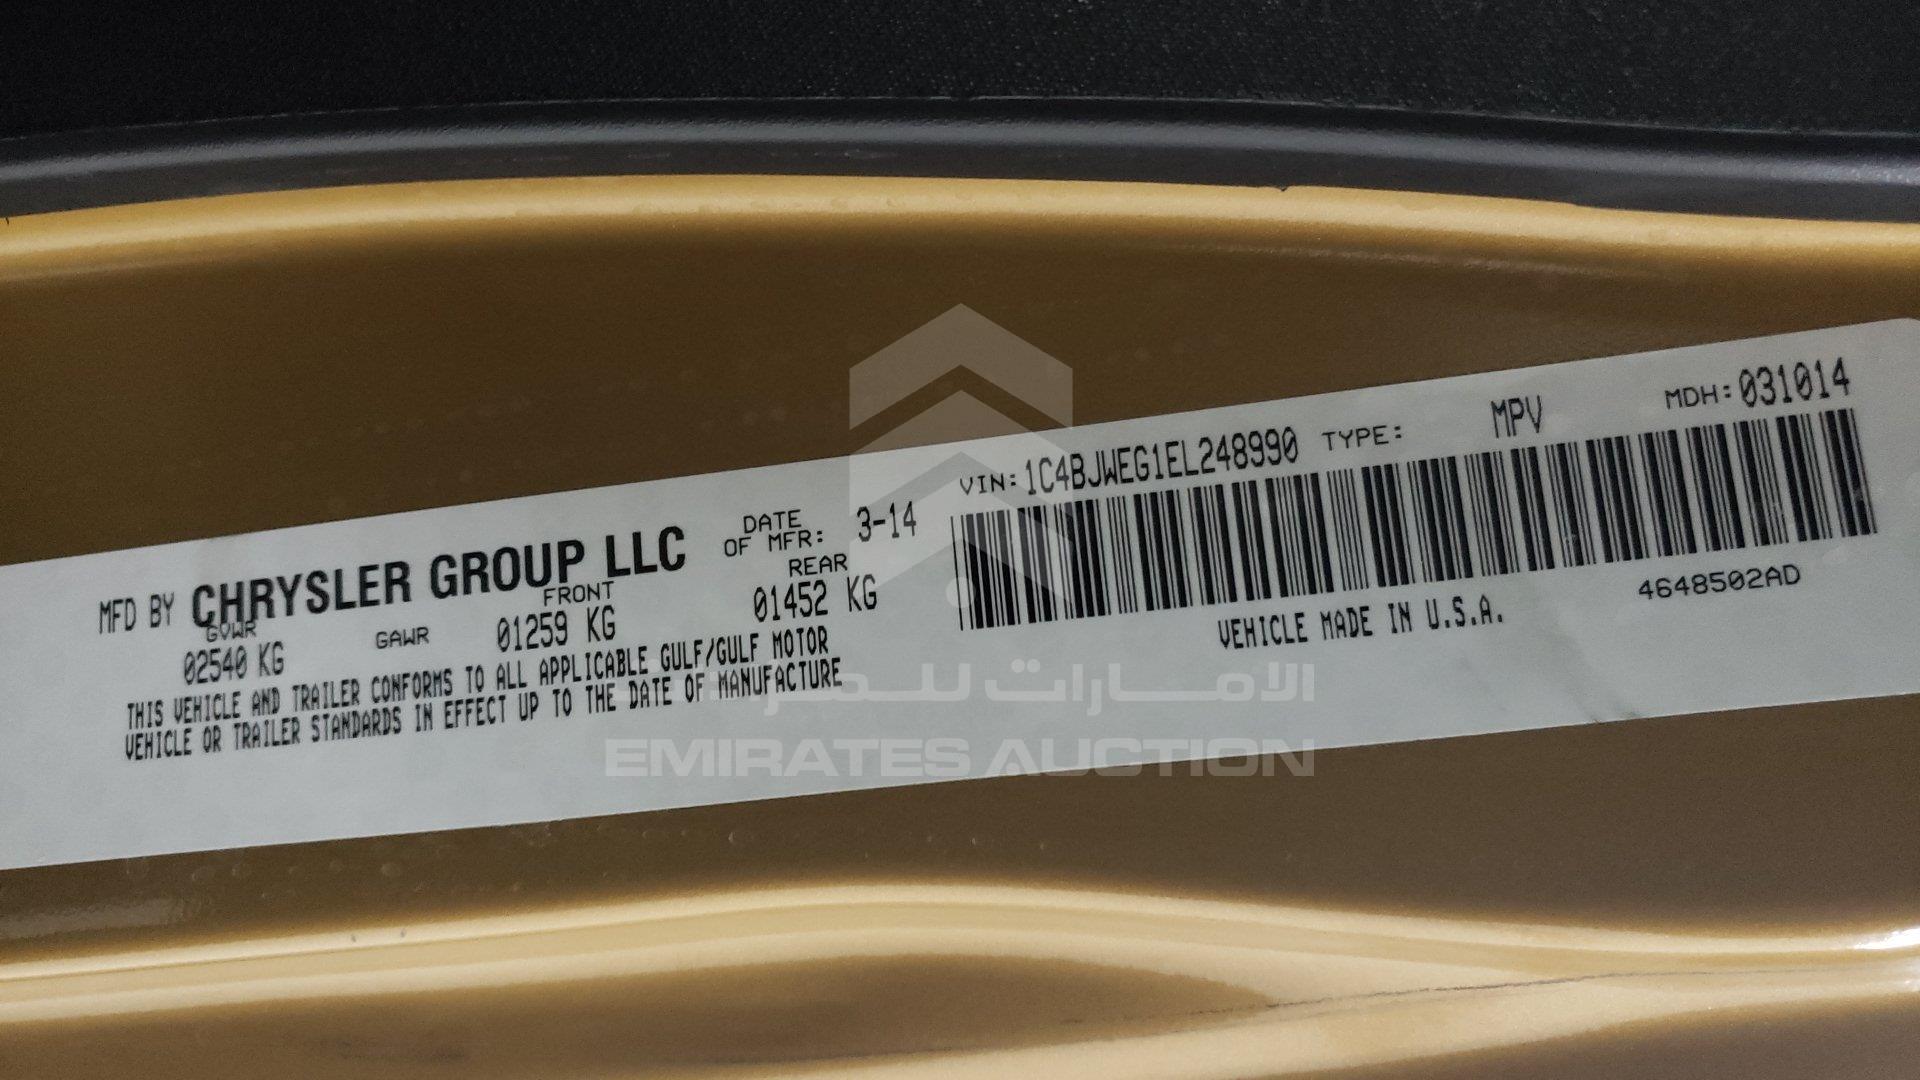 MFD BY CHRYSLER GROUP LLC
DATE OF MFR: 3-14
GVWR 02540 KG
GAWR FRONT 01259 KG
REAR 01452 KG
THIS VEHICLE AND TRAILER CONFORMS TO ALL APPLICABLE GULF/GULF MOTOR
VEHICLE OR TRAILER STANDARDS IN EFFECT UP TO THE DATE OF MANUFACTURE
VIN: 1C4BJWEG1EL248990 TYPE: MPV MDH: 031014
VEHICLE MADE IN U.S.A.
4648502AD
الامارات للمزادات
EMIRATES AUCTION